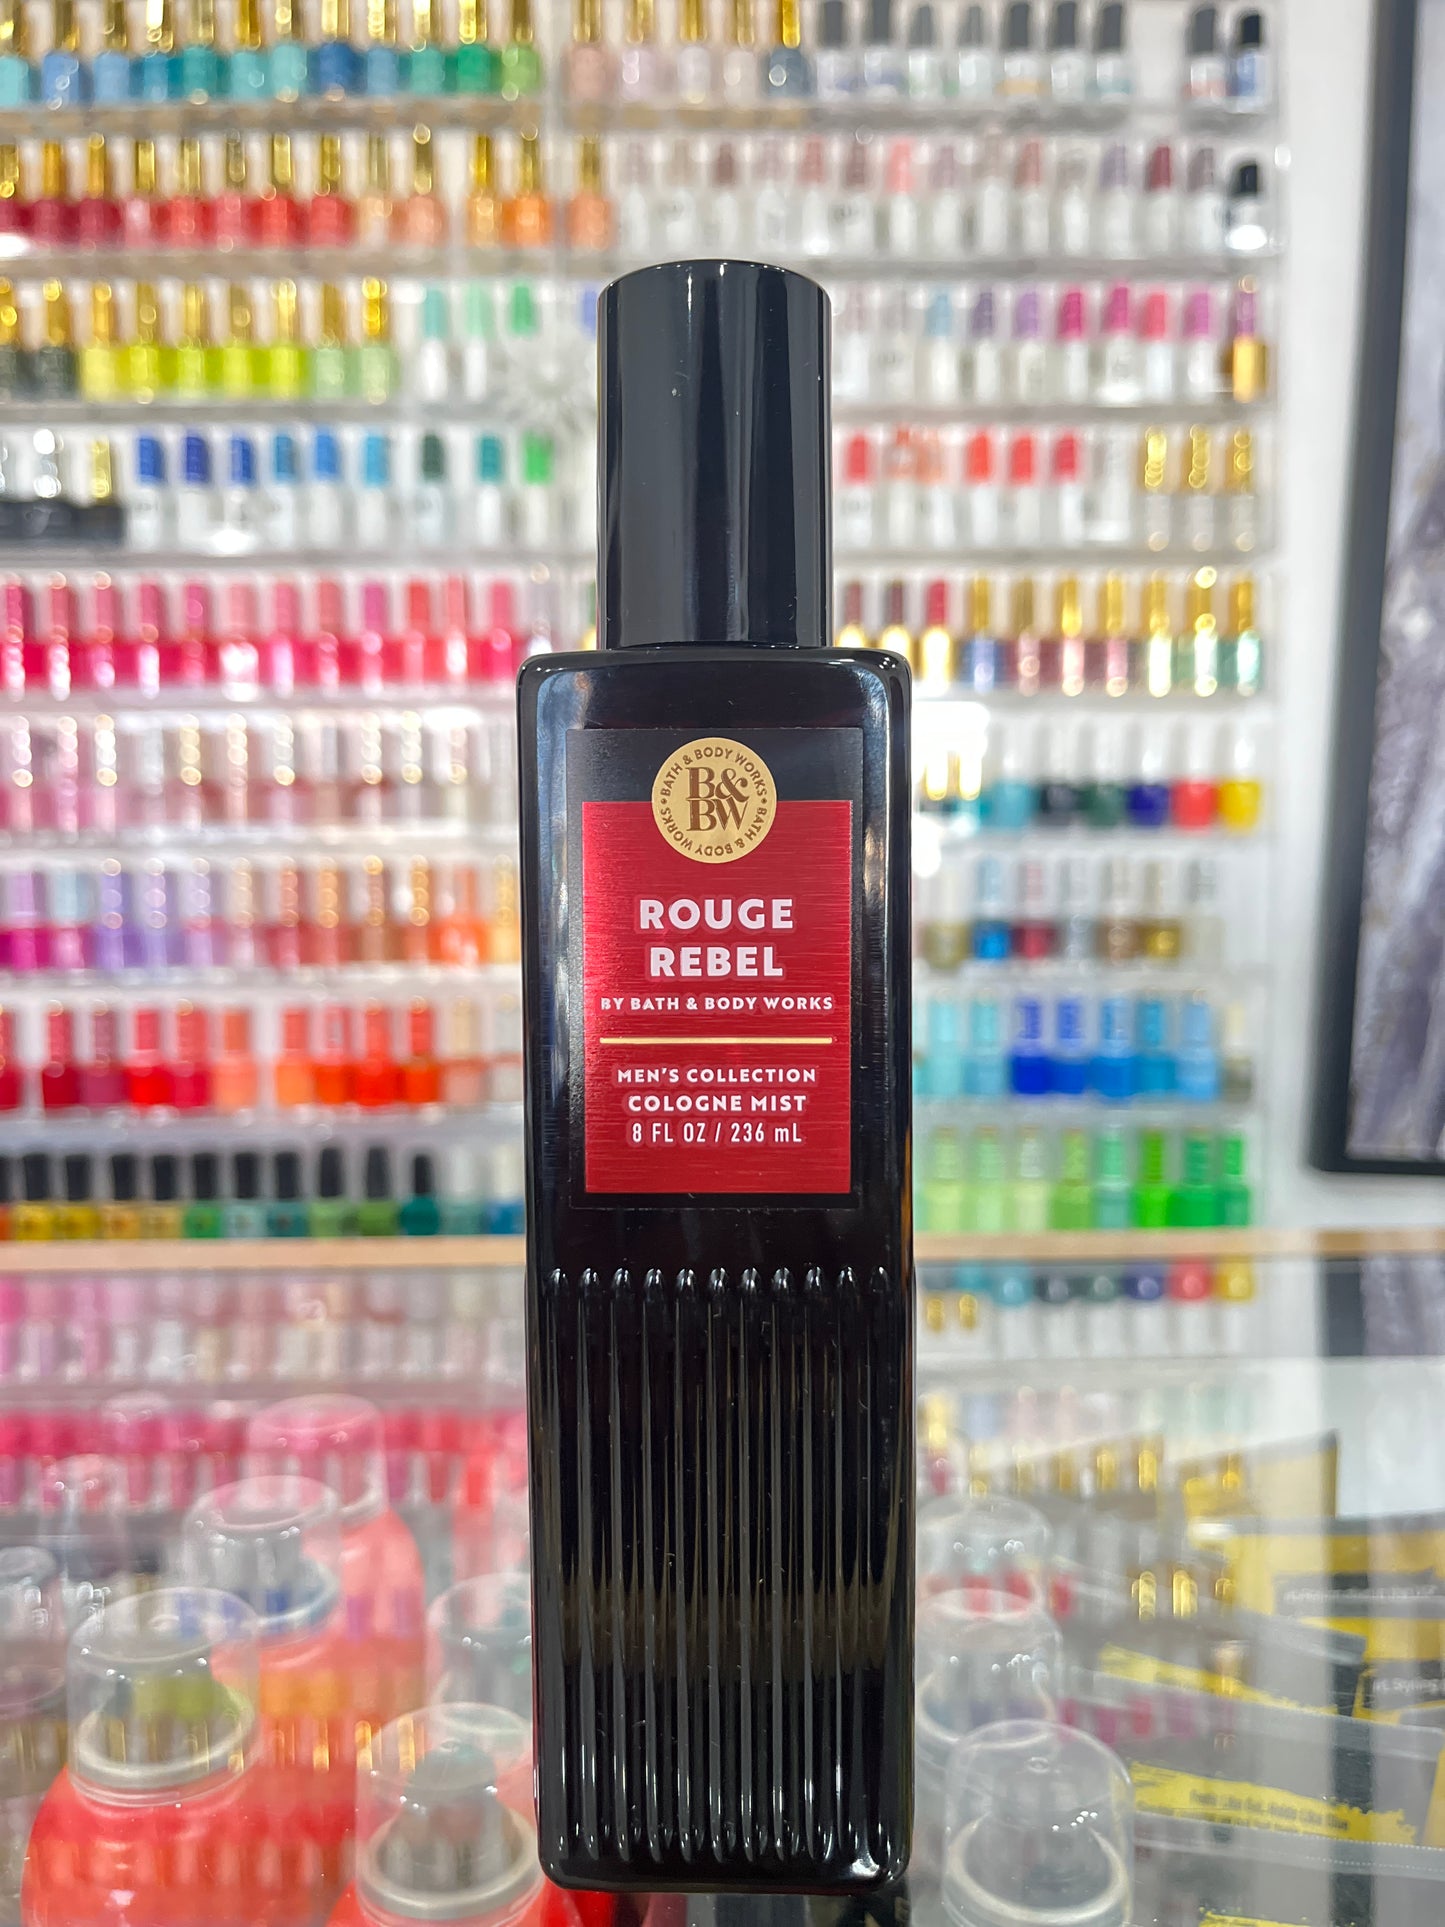 BATH & BODY WORKS • BATH & BODY WORKS •
B&
BW
ROUGE
REBEL
BY BATH & BODY WORKS
MEN'S COLLECTION
COLOGNE MIST
8 FL OZ / 236 mL